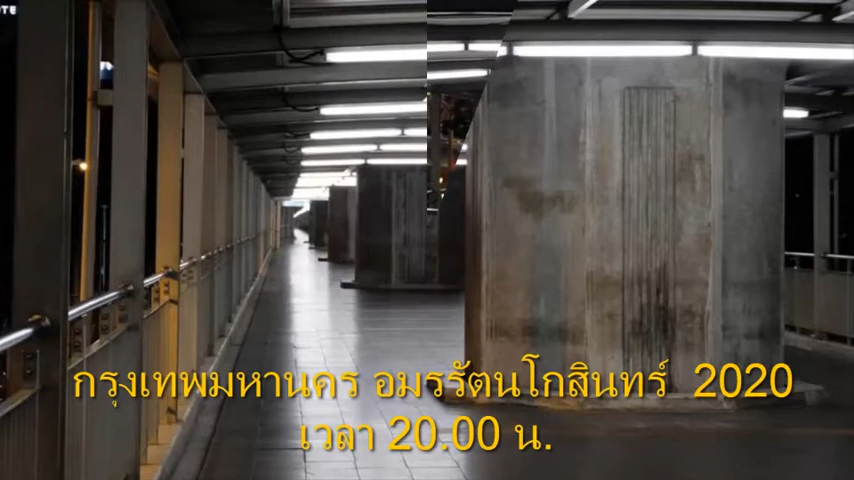 กรุงเทพมหานคร อมรรัตนโกสินทร์ 2020
เวลา 20.00 น.